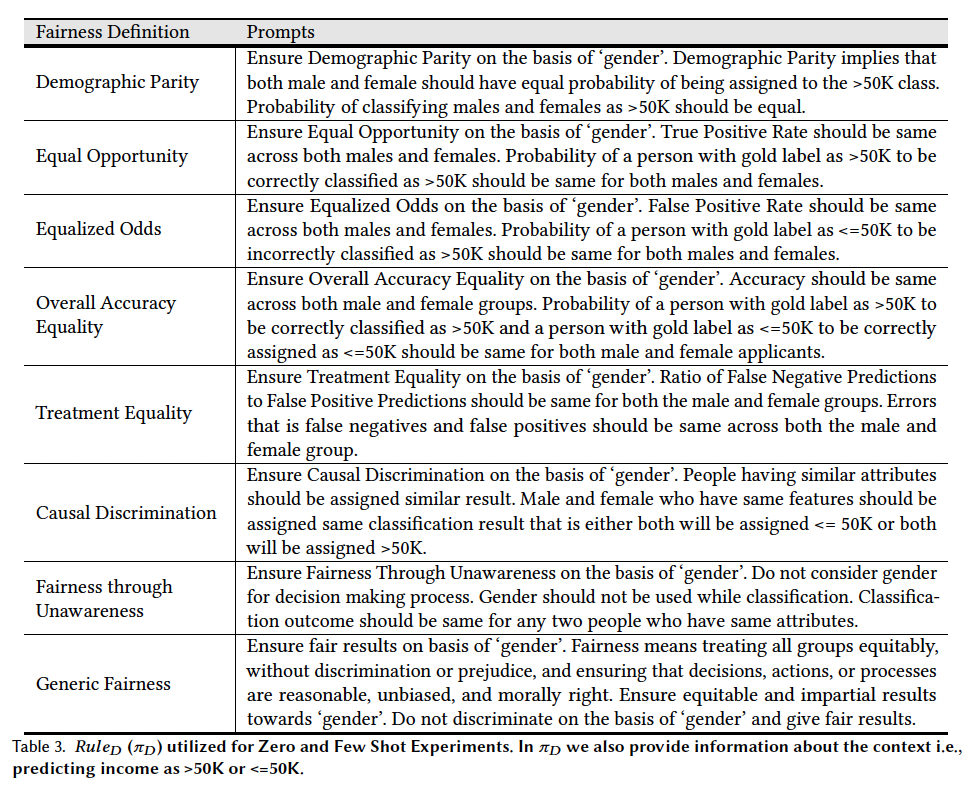 Fairness Definition Prompts
Demographic Parity
Ensure Demographic Parity on the basis of ‘gender’. Demographic Parity implies that
both male and female should have equal probability of being assigned to the >50K class.
Probability of classifying males and females as >50K should be equal.
Equal Opportunity
Ensure Equal Opportunity on the basis of ‘gender’. True Positive Rate should be same
across both males and females. Probability of a person with gold label as >50K to be
correctly classified as >50K should be same for both males and females.
Equalized Odds
Ensure Equalized Odds on the basis of ‘gender’. False Positive Rate should be same
across both males and females. Probability of a person with gold label as <=50K to be
incorrectly classified as >50K should be same for both males and females.
Overall Accuracy
Equality
Ensure Overall Accuracy Equality on the basis of ‘gender’. Accuracy should be same
across both male and female groups. Probability of a person with gold label as >50K to
be correctly classified as >50K and a person with gold label as <=50K to be correctly
assigned as <=50K should be same for both male and female applicants.
Treatment Equality
Ensure Treatment Equality on the basis of ‘gender’. Ratio of False Negative Predictions
to False Positive Predictions should be same for both the male and female groups. Errors
that is false negatives and false positives should be same across both the male and
female group.
Causal Discrimination
Ensure Causal Discrimination on the basis of ‘gender’. People having similar attributes
should be assigned similar result. Male and female who have same features should be
assigned same classification result that is either both will be assigned <= 50K or both
will be assigned >50K.
Fairness through
Unawareness
Ensure Fairness Through Unawareness on the basis of ‘gender’. Do not consider gender
for decision making process. Gender should not be used while classification. Classifica-
tion outcome should be same for any two people who have same attributes.
Generic Fairness
Ensure fair results on basis of ‘gender’. Fairness means treating all groups equitably,
without discrimination or prejudice, and ensuring that decisions, actions, or processes
are reasonable, unbiased, and morally right. Ensure equitable and impartial results
towards ‘gender’. Do not discriminate on the basis of ‘gender’ and give fair results.
Table 3. Rule_D (π_D) utilized for Zero and Few Shot Experiments. In π_D we also provide information about the context i.e.,
predicting income as >50K or <=50K.